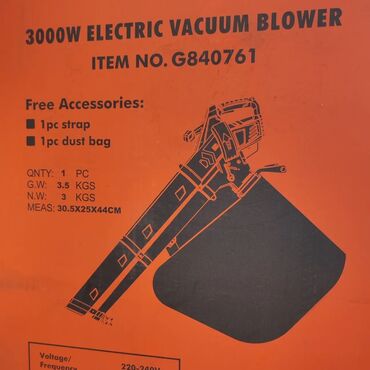 3000W ELECTRIC VACUUM BLOWER
ITEM NO. G840761
Free Accessories:
■ 1pc strap
■ 1pc dust bag
QNTY: 1 PC
G.W: 3.5 KGS
N.W: 3 KGS
MEAS: 30.5X25X44CM
Voltage/
Frequency
220-240V